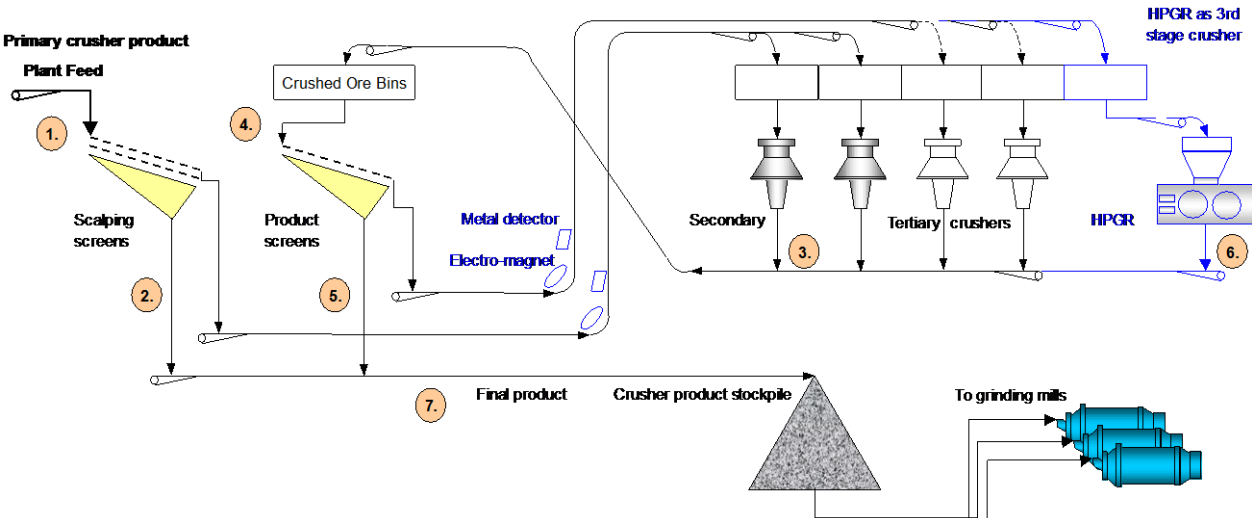 HPGR as 3rd
stage crusher
Primary crusher product
Plant Feed
Crushed Ore Bins
1.
4.
Scalping
screens
Product
screens
Metal detector
Electro-magnet
Secondary
Tertiary crushers
HPGR
3.
6.
2.
5.
7.
Final product
Crusher product stockpile
To grinding mills